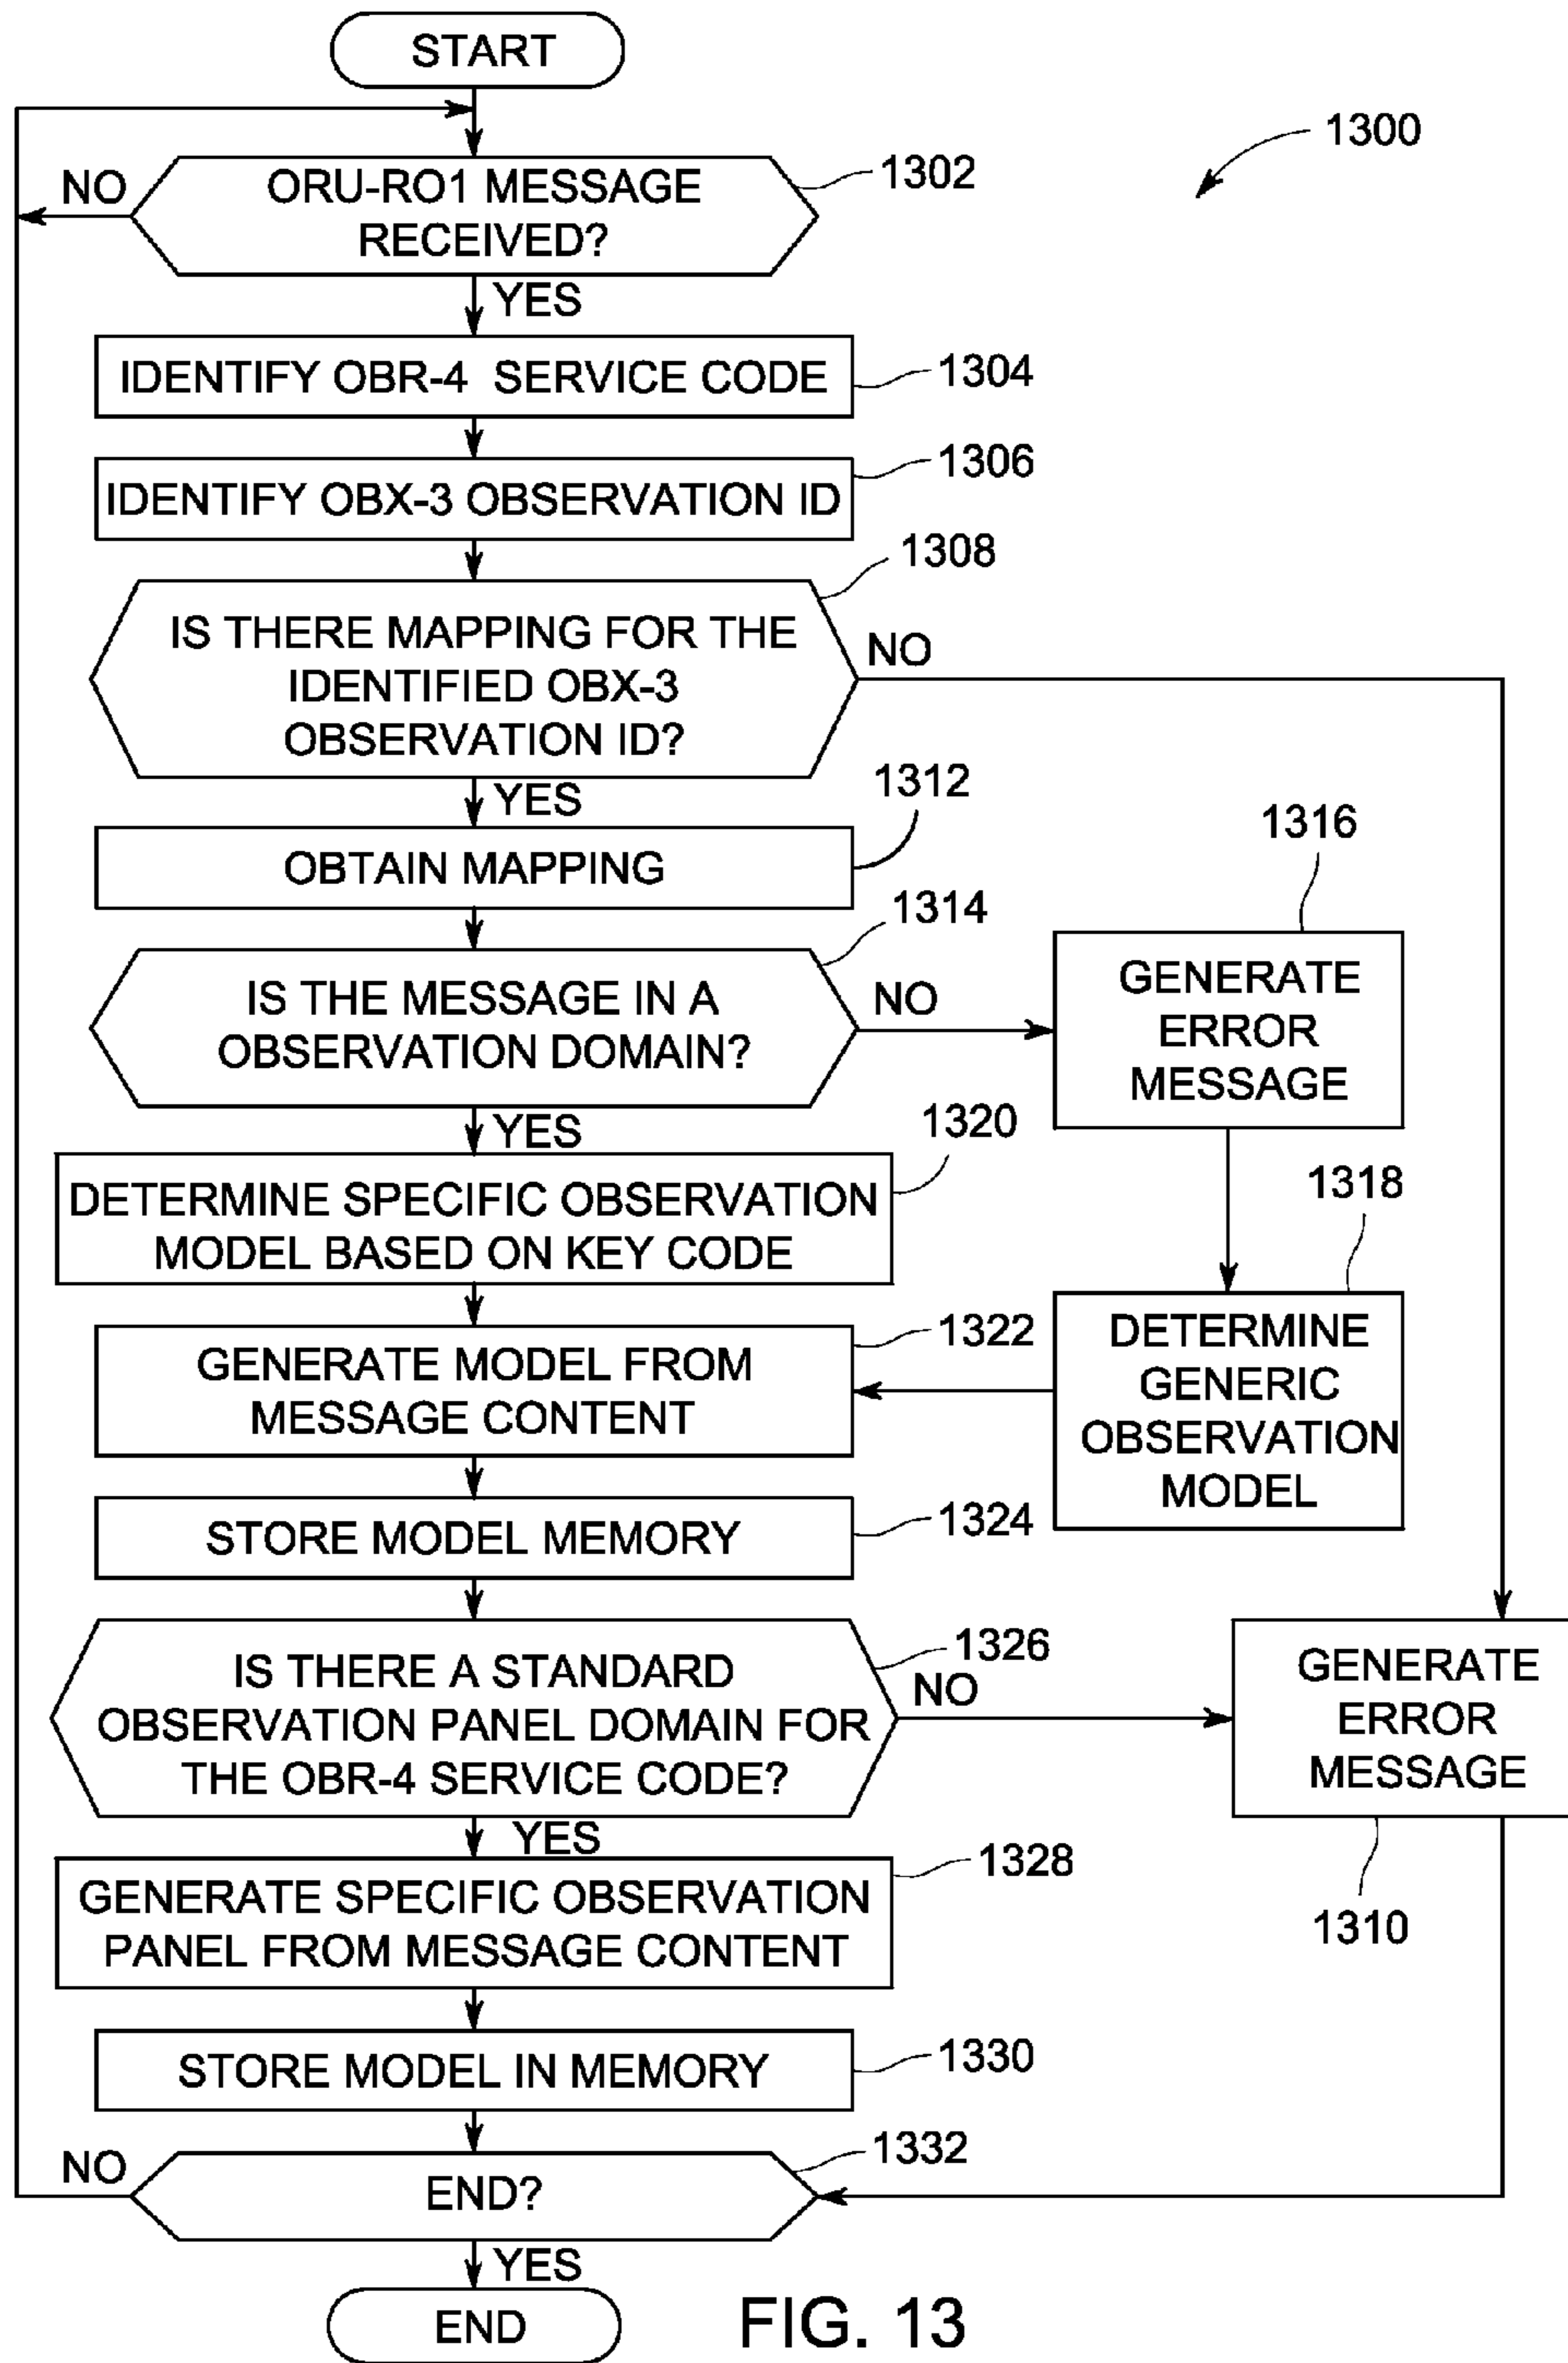 START
1300
NO
ORU-RO1 MESSAGE
RECEIVED?
1302
YES
IDENTIFY OBR-4 SERVICE CODE
1304
IDENTIFY OBX-3 OBSERVATION ID
1306
1308
IS THERE MAPPING FOR THE
IDENTIFIED OBX-3
OBSERVATION ID?
NO
YES
1312
OBTAIN MAPPING
1314
IS THE MESSAGE IN A
OBSERVATION DOMAIN?
NO
1316
GENERATE
ERROR
MESSAGE
YES
1320
DETERMINE SPECIFIC OBSERVATION
MODEL BASED ON KEY CODE
1318
DETERMINE
GENERIC
OBSERVATION
MODEL
1322
GENERATE MODEL FROM
MESSAGE CONTENT
STORE MODEL MEMORY
1324
IS THERE A STANDARD
OBSERVATION PANEL DOMAIN FOR
THE OBR-4 SERVICE CODE?
1326
NO
GENERATE
ERROR
MESSAGE
1310
YES
1328
GENERATE SPECIFIC OBSERVATION
PANEL FROM MESSAGE CONTENT
STORE MODEL IN MEMORY
1330
NO
END?
1332
YES
END
FIG. 13